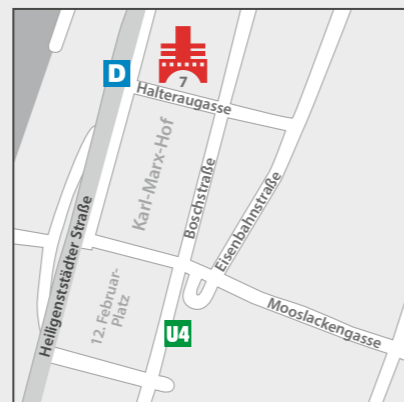 D
7
Halteraugasse
Karl-Marx-Hof
Boschstraße
Eisenbahnstraße
Heiligenstädter Straße
12. Februar-
Platz
Mooslackengasse
U4